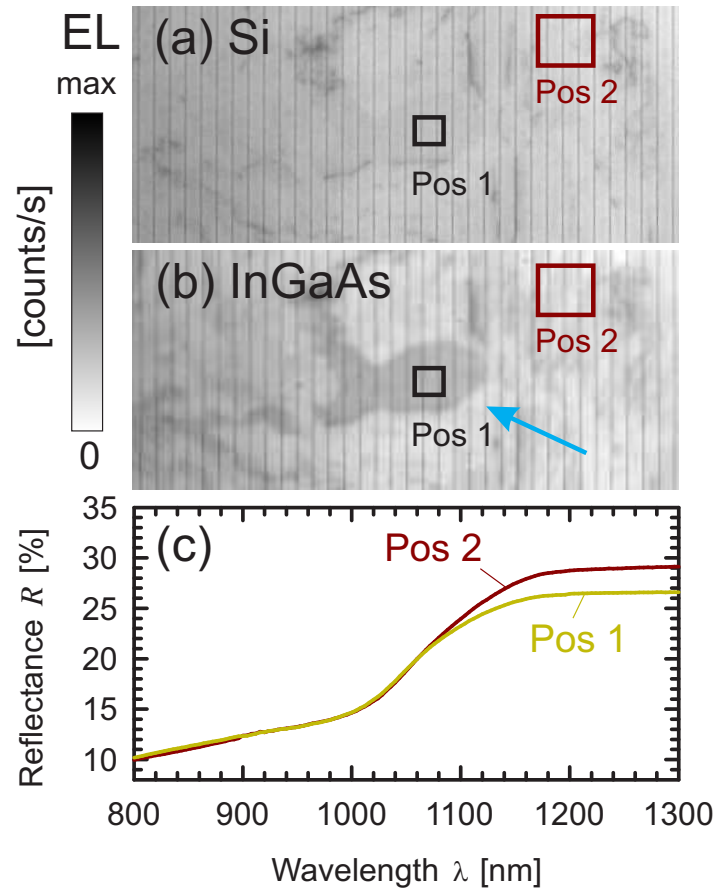 EL
max
[counts/s]
0
(a) Si
Pos 2
Pos 1
(b) InGaAs
Pos 2
Pos 1
(c)
Pos 2
Pos 1
Reflectance R [%]
35
30
25
20
15
10
800 900 1000 1100 1200 1300
Wavelength λ [nm]